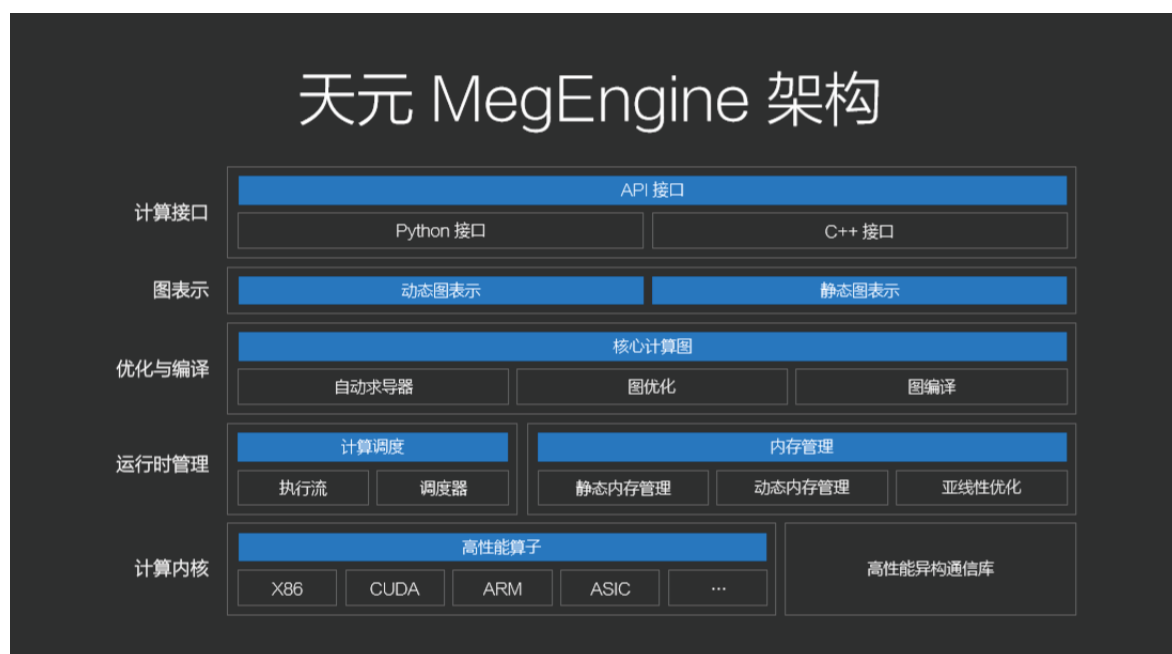 天元 MegEngine 架构
计算接口
API 接口
Python 接口
C++ 接口
图表示
动态图表示
静态图表示
优化与编译
核心计算图
自动求导器
图优化
图编译
运行时管理
计算调度
执行流
调度器
内存管理
静态内存管理
动态内存管理
亚线性优化
计算内核
高性能算子
X86
CUDA
ARM
ASIC
…
高性能异构通信库